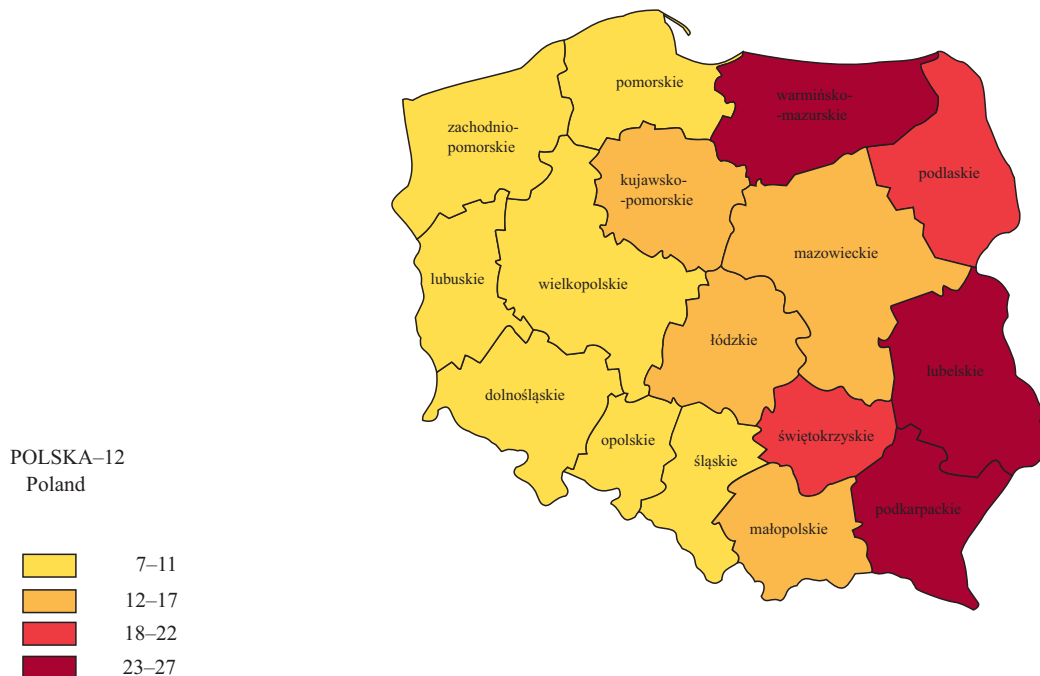 pomorskie
warmińsko-
-mazurskie
zachodnio-
pomorskie
podlaskie
kujawsko-
-pomorskie
mazowieckie
lubuskie
wielkopolskie
łódzkie
lubelskie
dolnośląskie
opolskie
śląskie
świętokrzyskie
podkarpackie
małopolskie
POLSKA–12
Poland
7–11
12–17
18–22
23–27